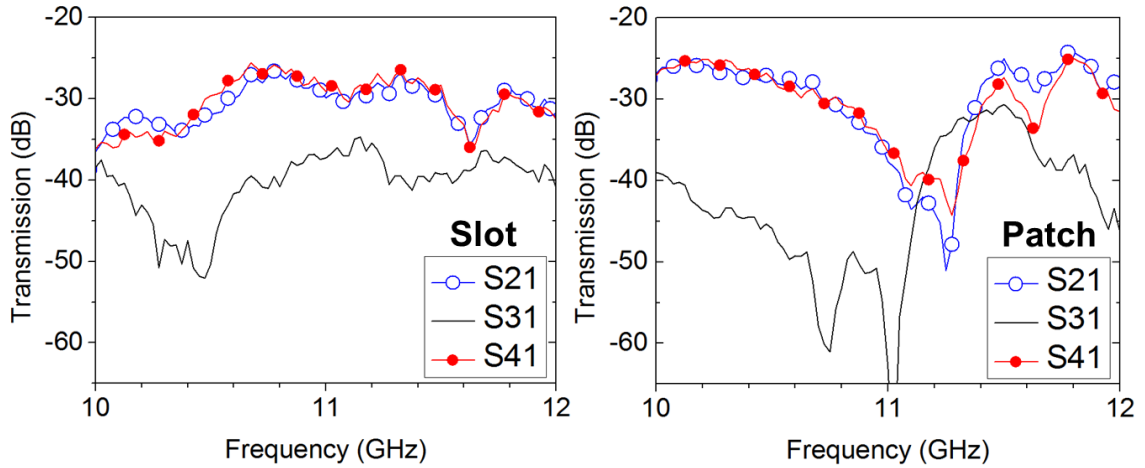 -20
-30
-40
-50
-60
Transmission (dB)
Slot
S21
S31
S41
10
11
12
Frequency (GHz)
-20
-30
-40
-50
-60
Transmission (dB)
Patch
S21
S31
S41
10
11
12
Frequency (GHz)